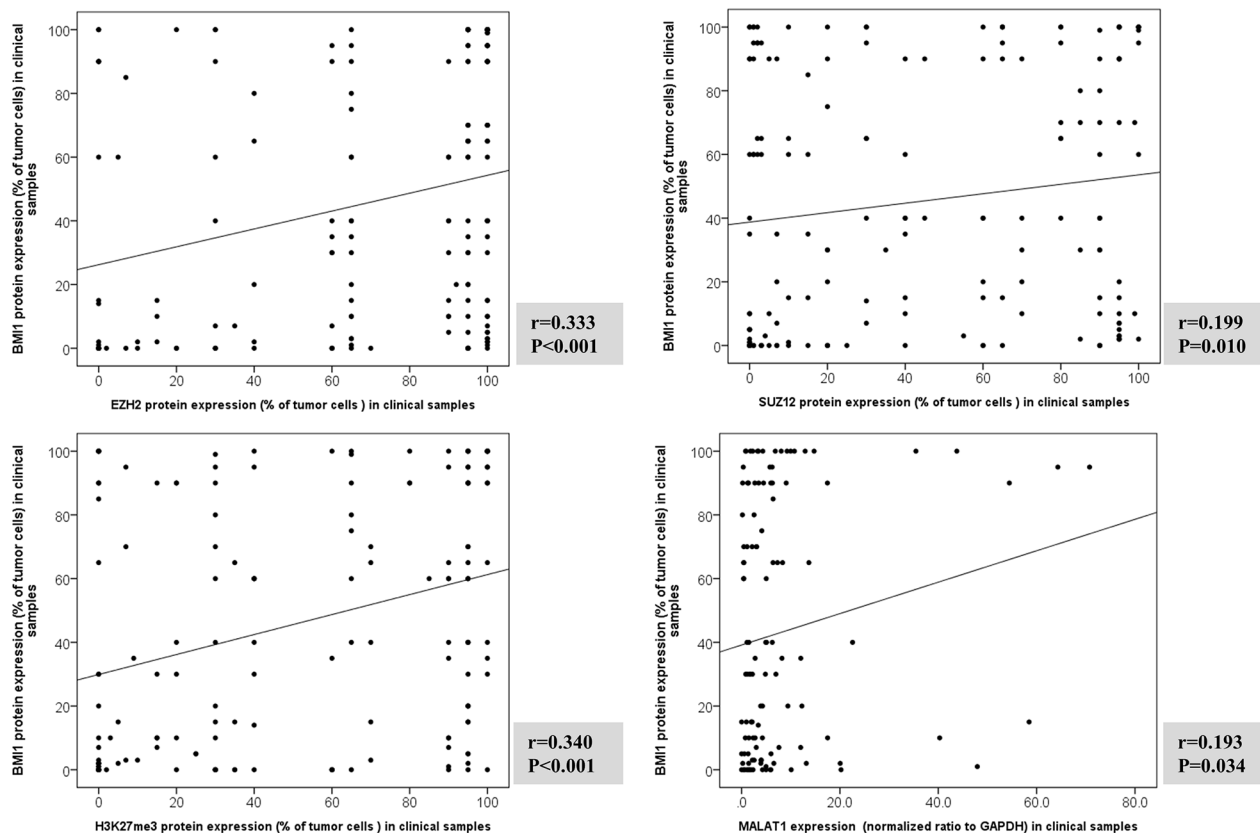 BMI1 protein expression (% of tumor cells) in clinical
samples
100
80
60
40
20
0
0 20 40 60 80 100
EZH2 protein expression (% of tumor cells ) in clinical samples
r=0.333
P<0.001
BMI1 protein expression (% of tumor cells) in clinical
samples
100
80
60
40
20
0
0 20 40 60 80 100
SUZ12 protein expression (% of tumor cells ) in clinical samples
r=0.199
P=0.010
BMI1 protein expression (% of tumor cells) in clinical
samples
100
80
60
40
20
0
0 20 40 60 80 100
H3K27me3 protein expression (% of tumor cells ) in clinical samples
r=0.340
P<0.001
BMI1 protein expression (% of tumor cells) in clinical
samples
100
80
60
40
20
0
.0 20.0 40.0 60.0 80.0
MALAT1 expression (normalized ratio to GAPDH) in clinical samples
r=0.193
P=0.034